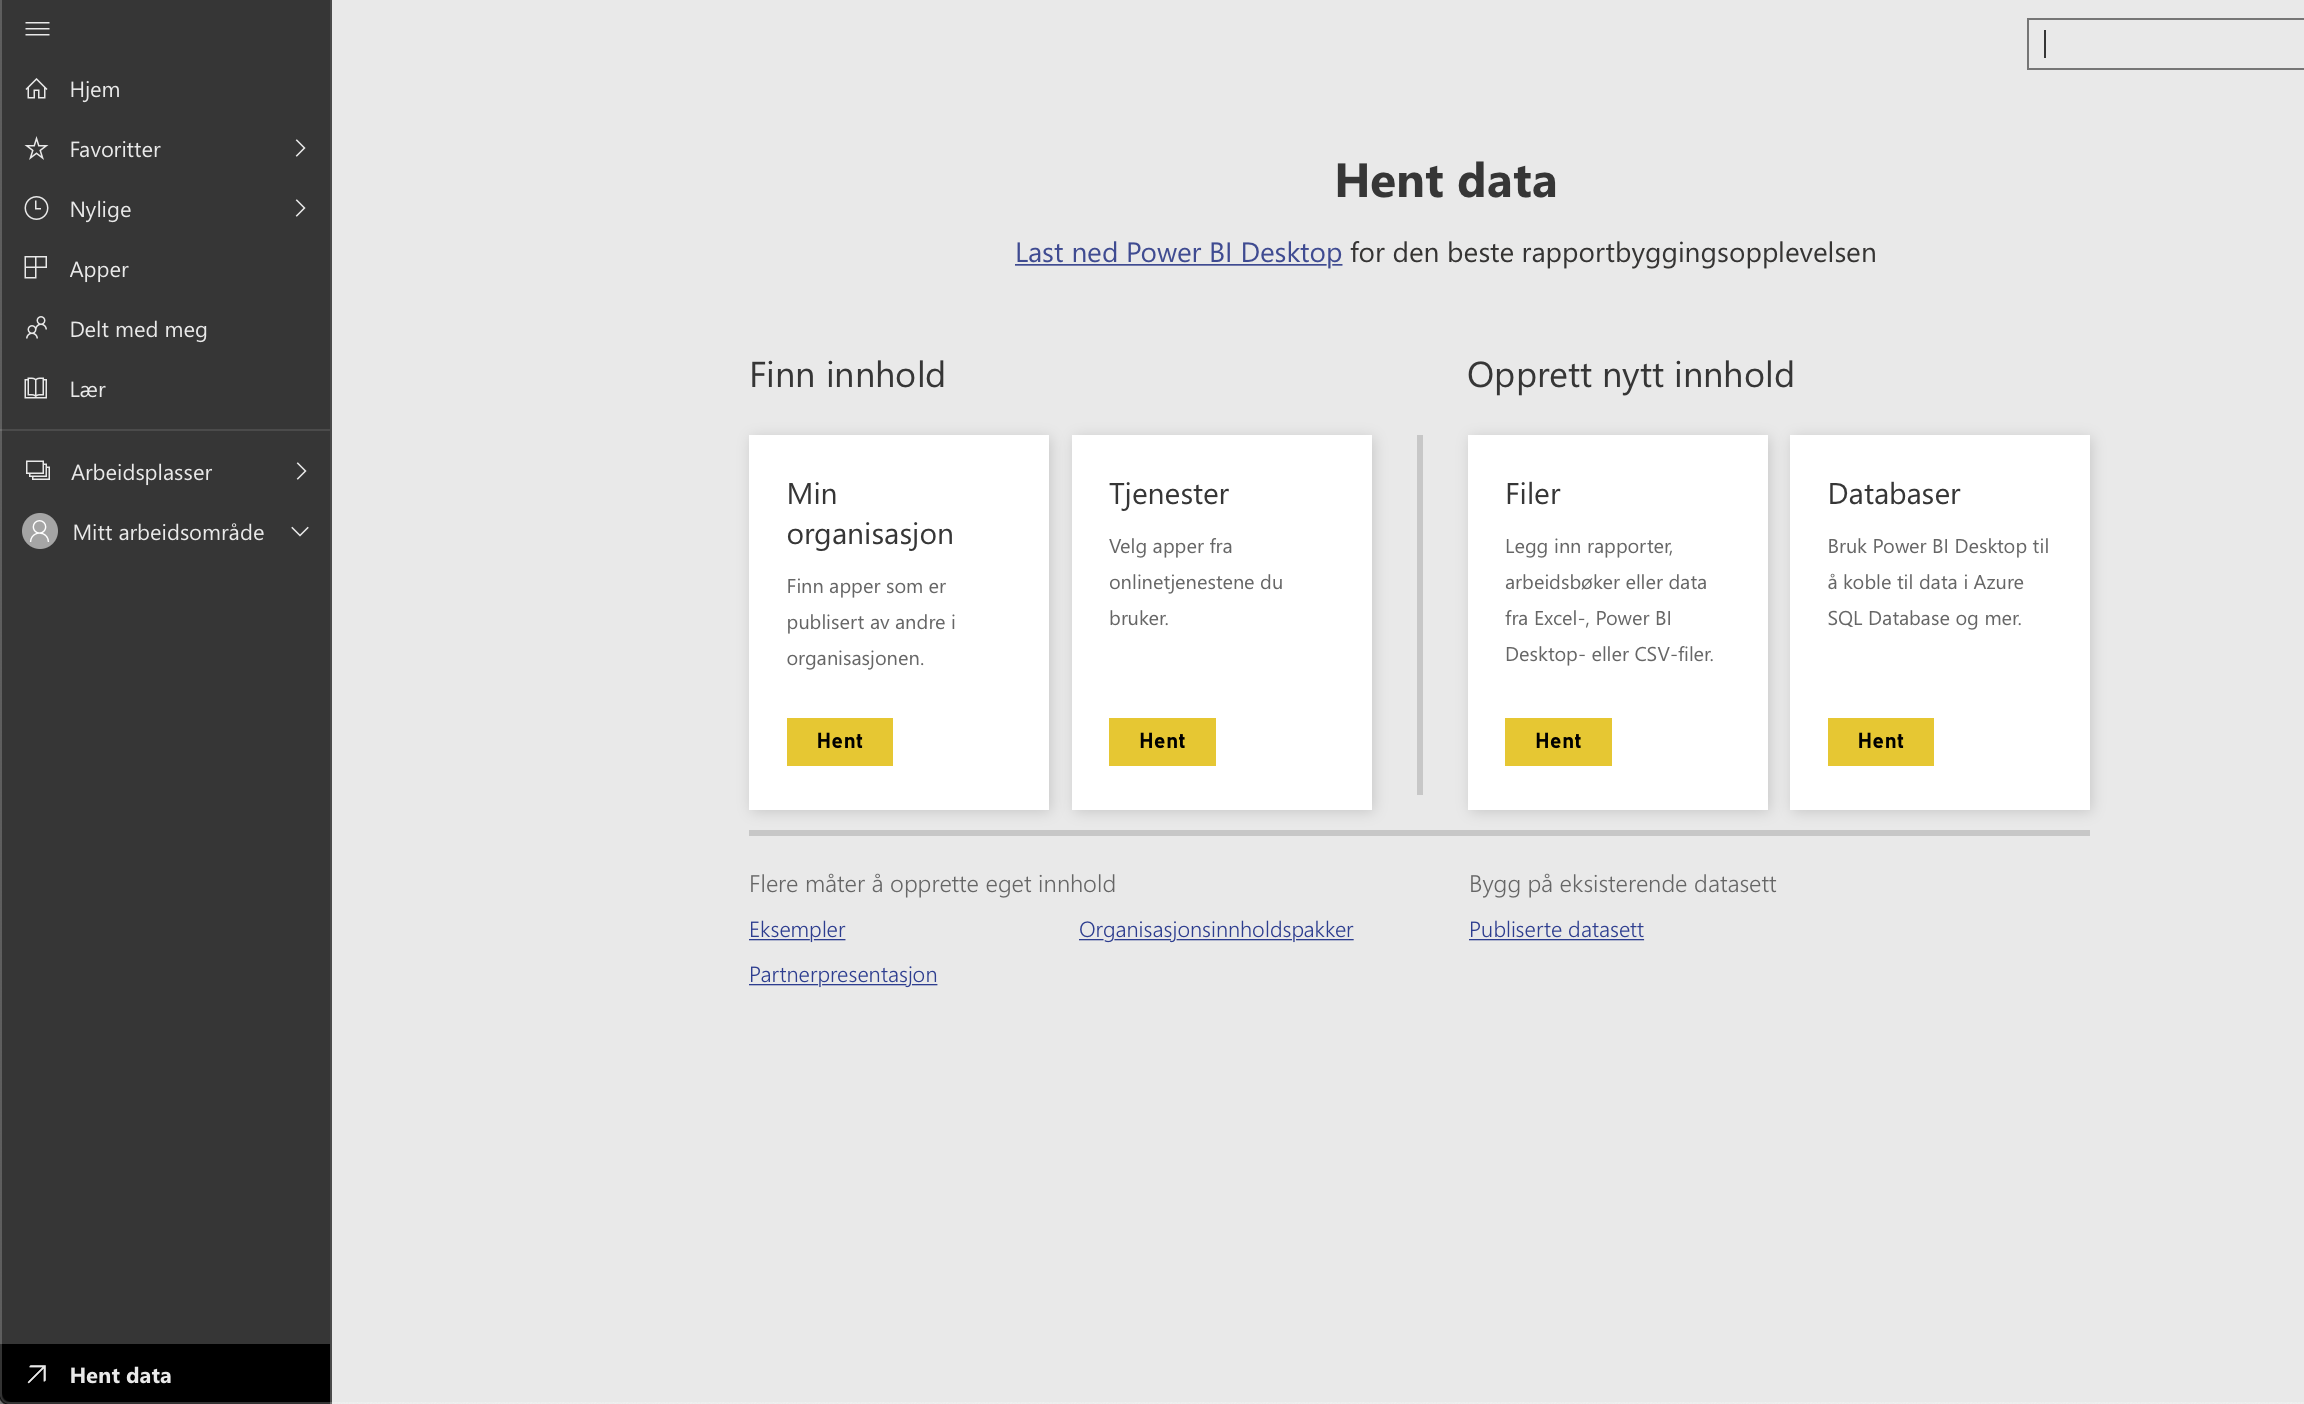 Hjem
Favoritter
Nylige
Apper
Delt med meg
Lær
Arbeidsplasser
Mitt arbeidsområde
Hent data
Hent data
Last ned Power BI Desktop for den beste rapportbyggingsopplevelsen
Finn innhold
Min
organisasjon
Finn apper som er
publisert av andre i
organisasjonen.
Hent
Tjenester
Velg apper fra
onlinetjenestene du
bruker.
Hent
Opprett nytt innhold
Filer
Legg inn rapporter,
arbeidsbøker eller data
fra Excel-, Power BI
Desktop- eller CSV-filer.
Hent
Databaser
Bruk Power BI Desktop til
å koble til data i Azure
SQL Database og mer.
Hent
Flere måter å opprette eget innhold
Eksempler
Organisasjonsinnholdspakker
Partnerpresentasjon
Bygg på eksisterende datasett
Publiserte datasett